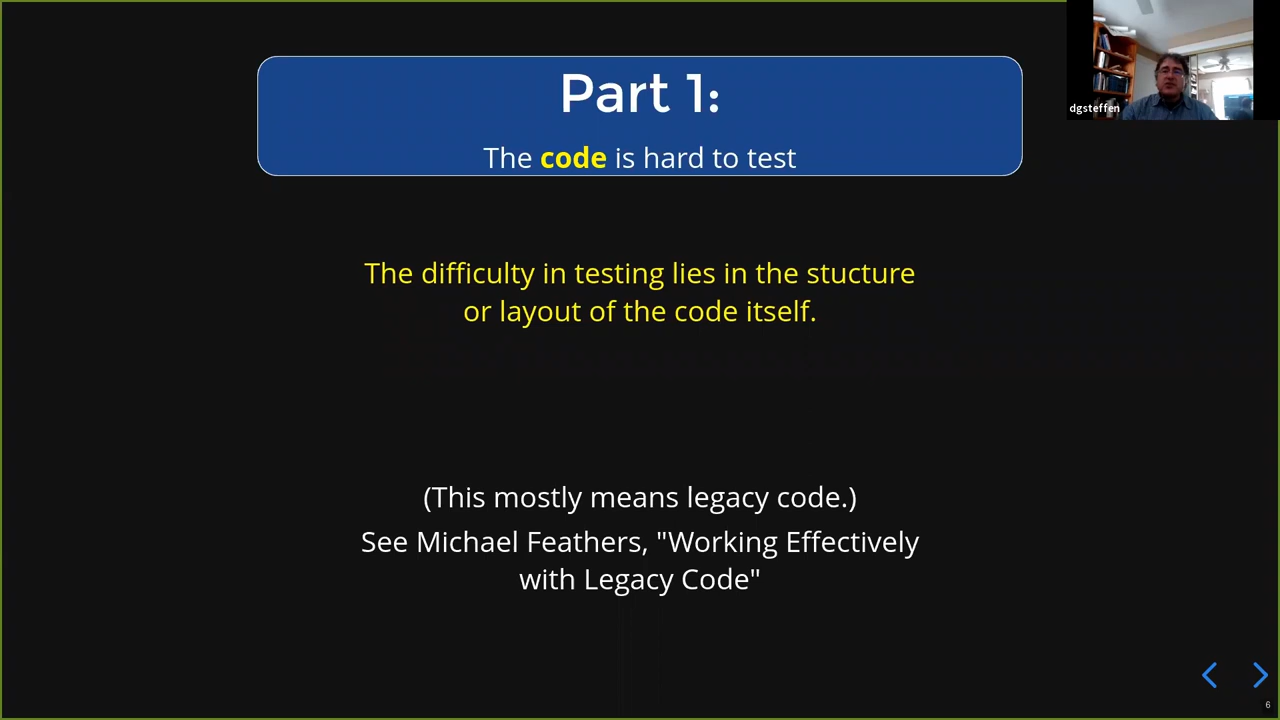 Part 1:
The code is hard to test
dgsteffen
The difficulty in testing lies in the stucture
or layout of the code itself.
(This mostly means legacy code.)
See Michael Feathers, "Working Effectively
with Legacy Code"
6